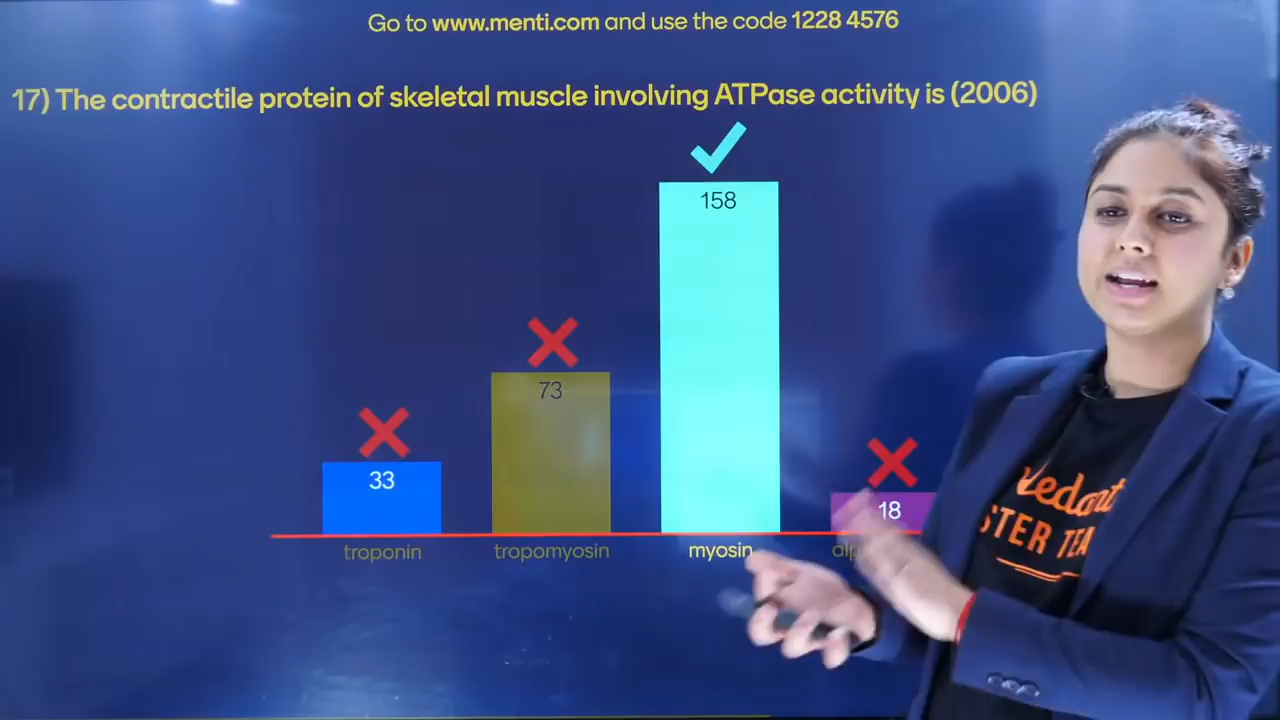 Go to www.menti.com and use the code 1228 4576
17) The contractile protein of skeletal muscle involving ATPase activity is (2006)
158
73
33
18
troponin
tropomyosin
myosin